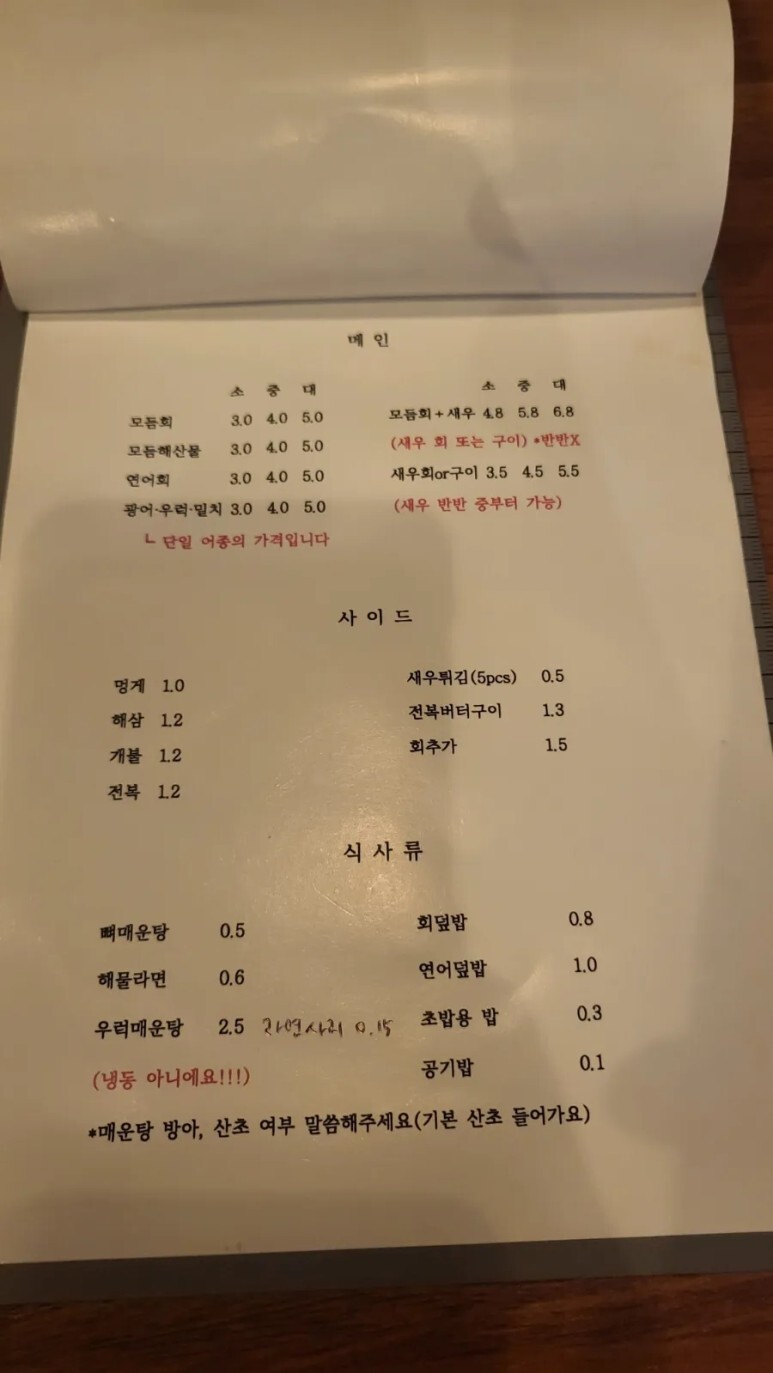 메 인
소 중 대
모듬회 3.0 4.0 5.0
모듬해산물 3.0 4.0 5.0
연어회 3.0 4.0 5.0
광어·우럭·밀치 3.0 4.0 5.0
ㄴ 단일 어종의 가격입니다
소 중 대
모듬회 + 새우 4.8 5.8 6.8
(새우 회 또는 구이) *반반X
새우회or구이 3.5 4.5 5.5
(새우 반반 중부터 가능)
사 이 드
멍게 1.0
해삼 1.2
개불 1.2
전복 1.2
새우튀김(5pcs) 0.5
전복버터구이 1.3
회추가 1.5
식 사 류
뼈매운탕 0.5
해물라면 0.6
우럭매운탕 2.5 라면사리 0.15
(냉동 아니에요!!!)
회덮밥 0.8
연어덮밥 1.0
초밥용 밥 0.3
공기밥 0.1
*매운탕 방아, 산초 여부 말씀해주세요(기본 산초 들어가요)